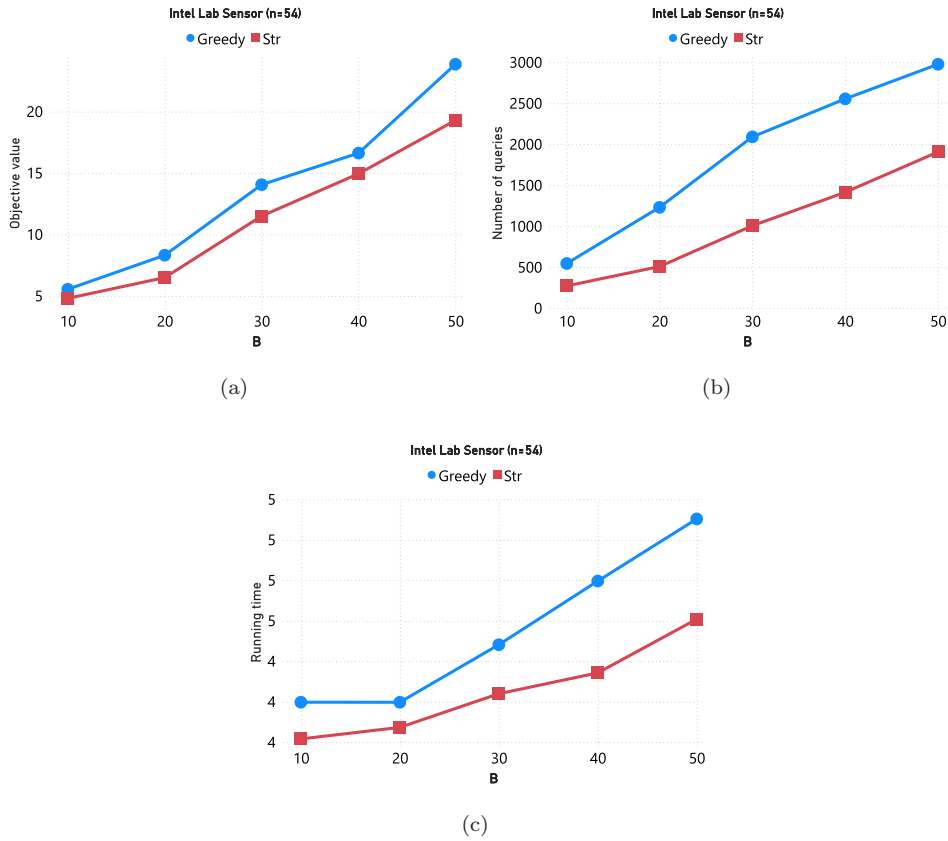 Intel Lab Sensor (n=54)
Greedy Str
20
15
10
5
Objective value
10 20 30 40 50
B
(a)
Intel Lab Sensor (n=54)
Greedy Str
3000
2500
2000
1500
1000
500
0
Number of queries
10 20 30 40 50
B
(b)
Intel Lab Sensor (n=54)
Greedy Str
5
5
5
5
4
4
4
Running time
10 20 30 40 50
B
(c)